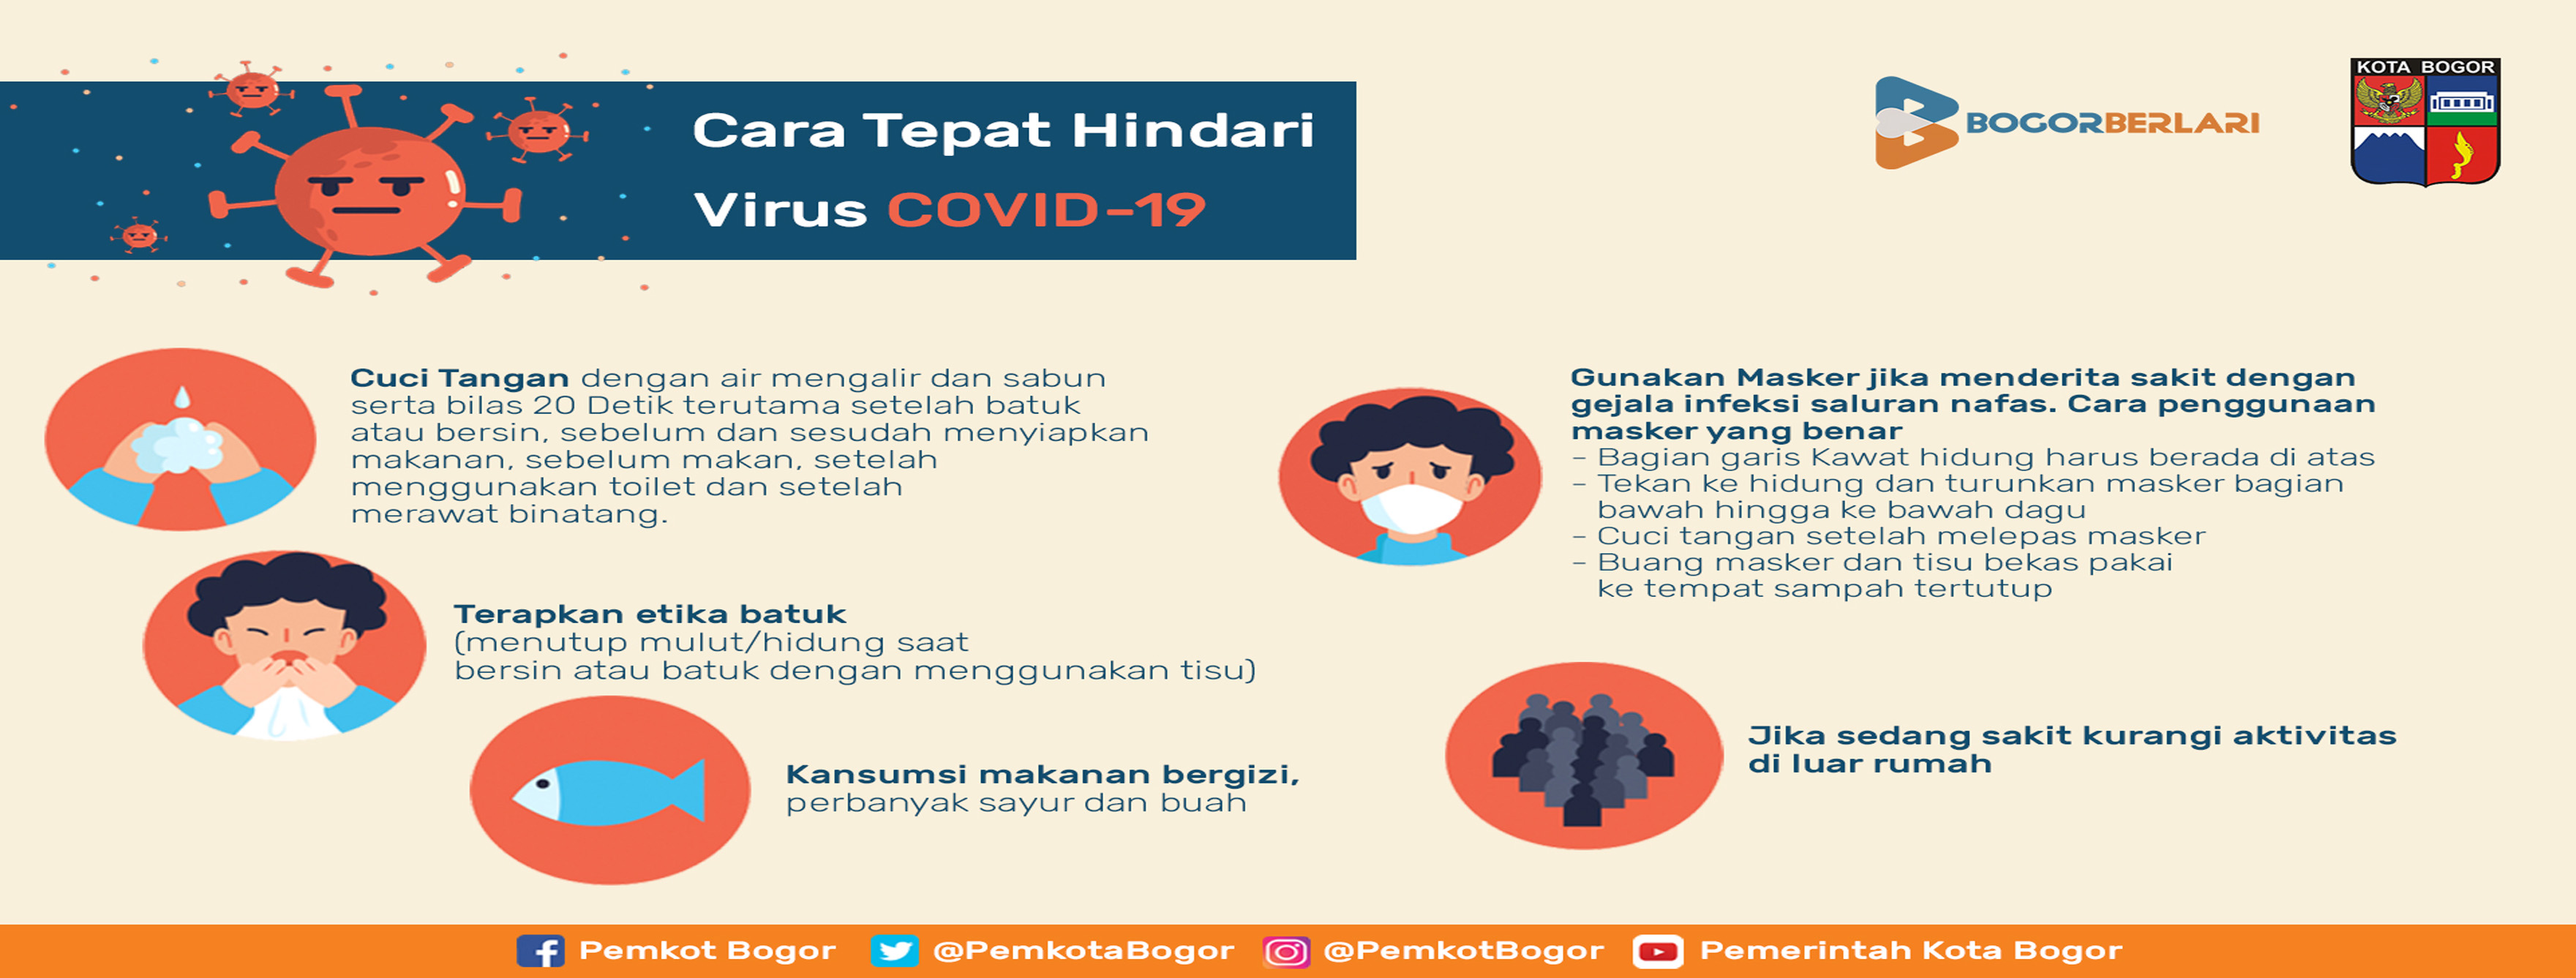 Cara Tepat Hindari
Virus COVID-19
BOGORBERLARI
KOTA BOGOR
Cuci Tangan dengan air mengalir dan sabun
serta bilas 20 Detik terutama setelah batuk
atau bersin, sebelum dan sesudah menyiapkan
makanan, sebelum makan, setelah
menggunakan toilet dan setelah
merawat binatang.
Terapkan etika batuk
(menutup mulut/hidung saat
bersin atau batuk dengan menggunakan tisu)
Kansumsi makanan bergizi,
perbanyak sayur dan buah
Gunakan Masker jika menderita sakit dengan
gejala infeksi saluran nafas. Cara penggunaan
masker yang benar
- Bagian garis Kawat hidung harus berada di atas
- Tekan ke hidung dan turunkan masker bagian
bawah hingga ke bawah dagu
- Cuci tangan setelah melepas masker
- Buang masker dan tisu bekas pakai
ke tempat sampah tertutup
Jika sedang sakit kurangi aktivitas
di luar rumah
Pemkot Bogor @PemkotaBogor @PemkotBogor Pemerintah Kota Bogor